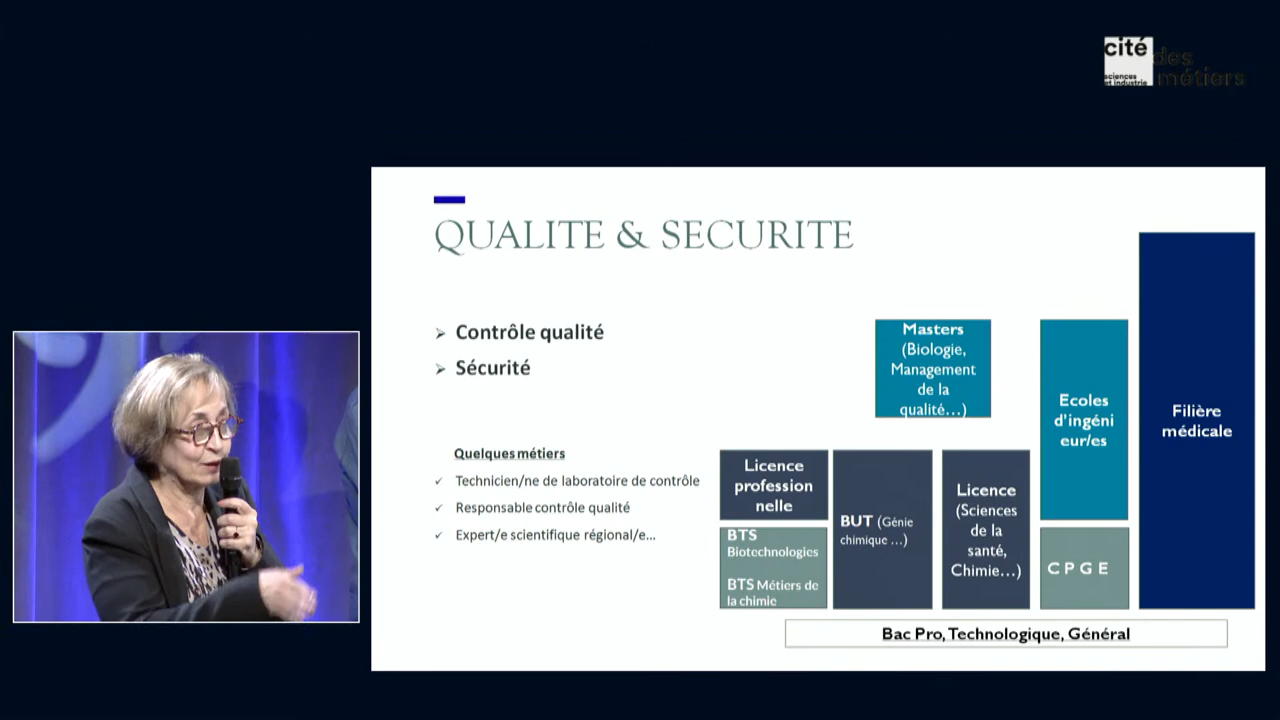 cité
des
sciences
et industrie
métiers
QUALITE & SECURITE
Contrôle qualité
Sécurité
Quelques métiers
Technicien/ne de laboratoire de contrôle
Responsable contrôle qualité
Expert/e scientifique régional/e...
Licence
profession
nelle
BTS
Biotechnologies
BTS Métiers de
la chimie
BUT (Génie
chimique ...)
Masters
(Biologie,
Management
de la
qualité...)
Licence
(Sciences
de la
santé,
Chimie...)
Ecoles
d'ingéni
eur/es
C P G E
Filière
médicale
Bac Pro, Technologique, Général